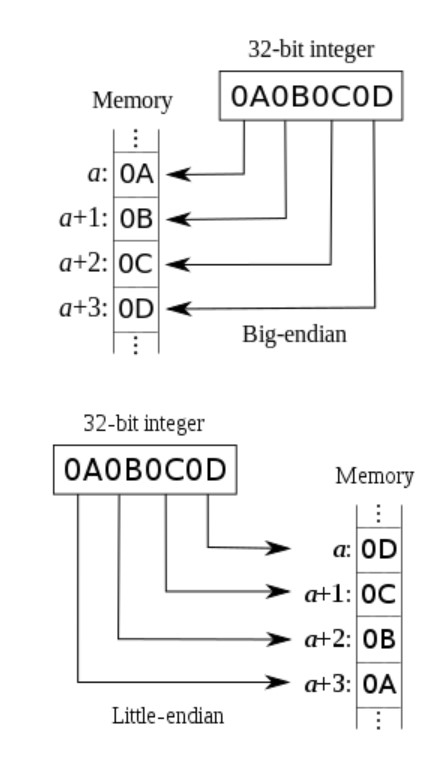 32-bit integer
0A0B0C0D
Memory
a: 0A
a+1: 0B
a+2: 0C
a+3: 0D
Big-endian
32-bit integer
0A0B0C0D
Memory
a: 0D
a+1: 0C
a+2: 0B
a+3: 0A
Little-endian